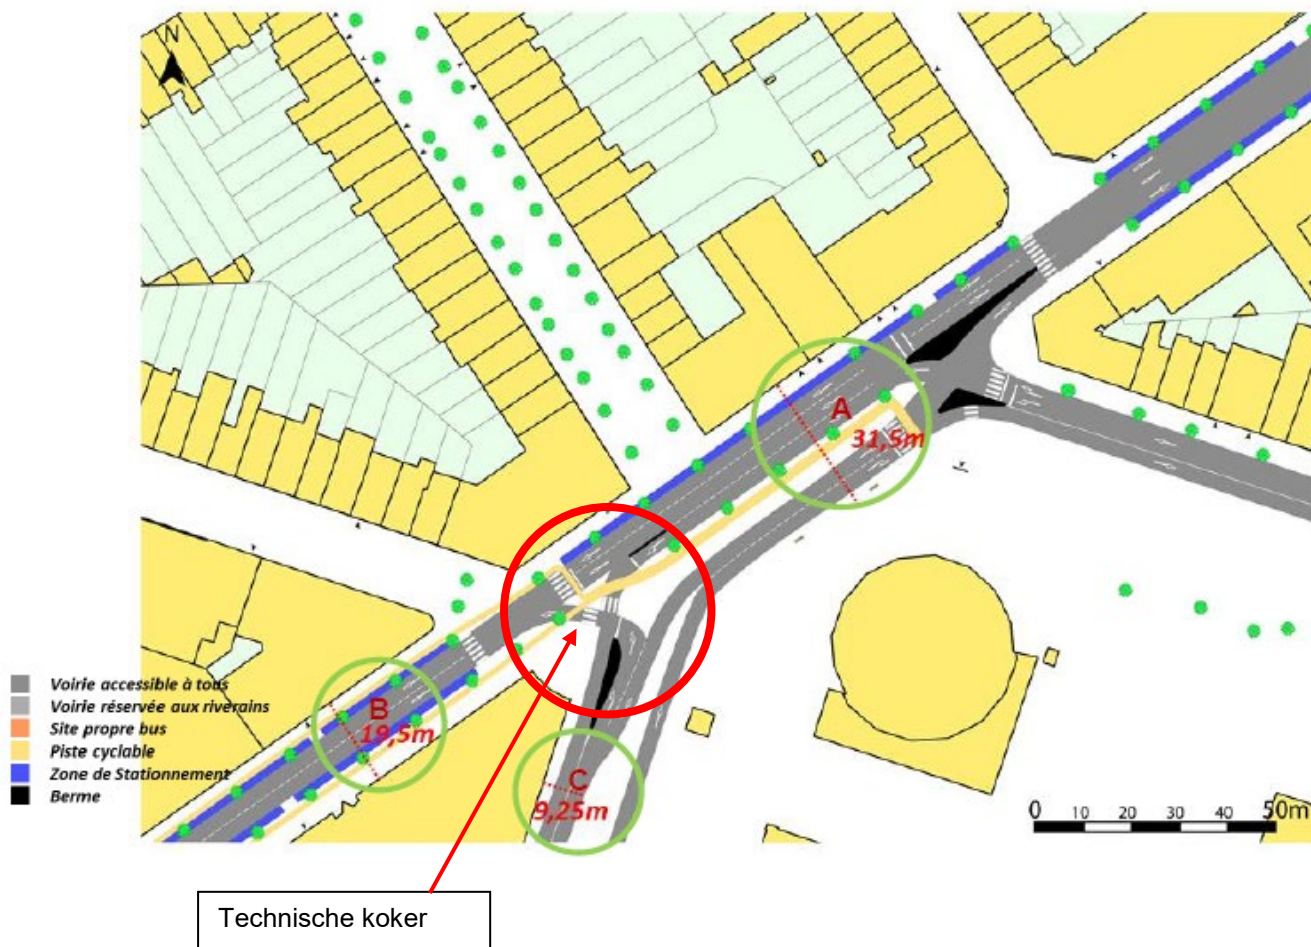 N
A
31,5m
Voirie accessible à tous
Voirie réservée aux riverains
Site propre bus
Piste cyclable
Zone de Stationnement
Berme
B
19,5m
C
9,25m
0 10 20 30 40 50m
Technische koker